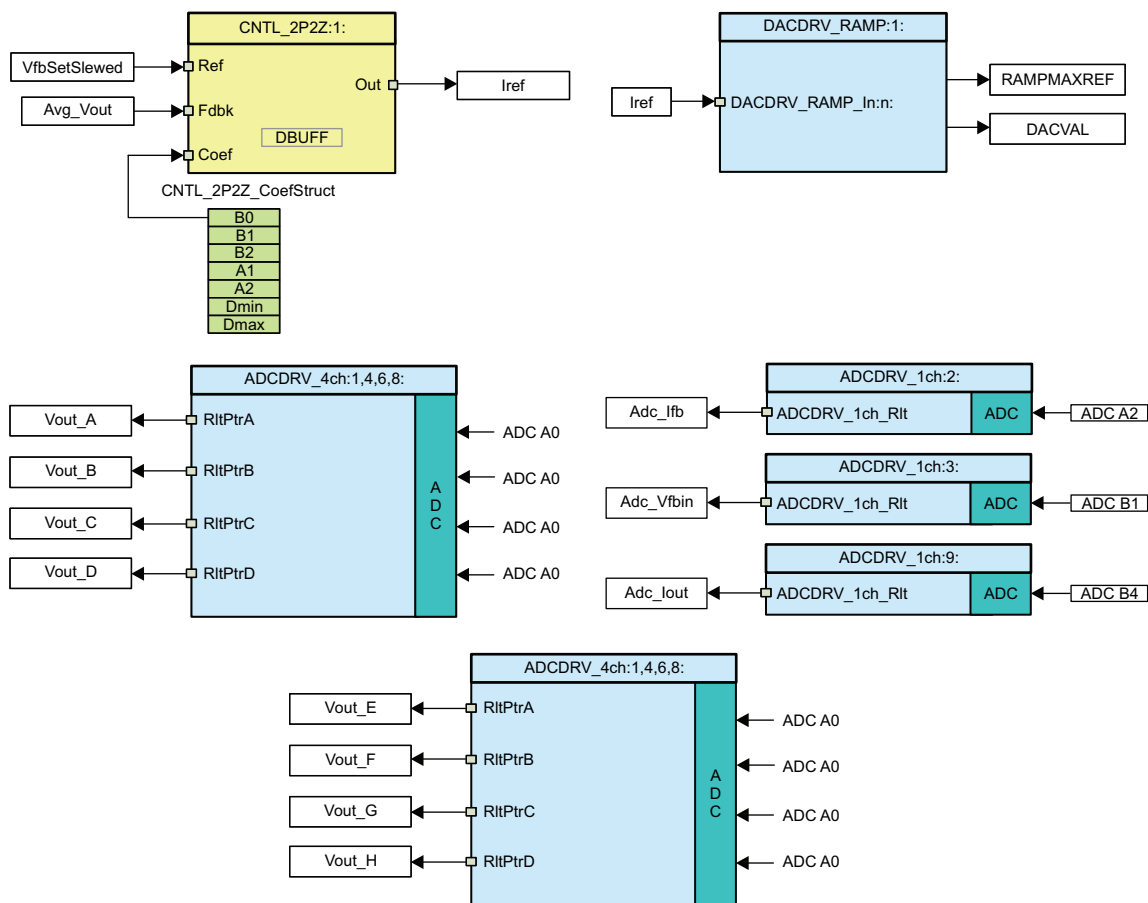 CNTL_2P2Z:1:
VfbSetSlewed
Ref
Out
Iref
Avg_Vout
Fdbk
DBUFF
Coef
CNTL_2P2Z_CoefStruct
B0
B1
B2
A1
A2
Dmin
Dmax
DACDRV_RAMP:1:
Iref
DACDRV_RAMP_In:n:
RAMPMAXREF
DACVAL
ADCDRV_4ch:1,4,6,8:
Vout_A
RltPtrA
ADC A0
Vout_B
RltPtrB
ADC A0
Vout_C
RltPtrC
ADC A0
Vout_D
RltPtrD
ADC A0
A
D
C
ADCDRV_1ch:2:
Adc_Ifb
ADCDRV_1ch_Rlt
ADC
ADC A2
ADCDRV_1ch:3:
Adc_Vfbin
ADCDRV_1ch_Rlt
ADC
ADC B1
ADCDRV_1ch:9:
Adc_Iout
ADCDRV_1ch_Rlt
ADC
ADC B4
ADCDRV_4ch:1,4,6,8:
Vout_E
RltPtrA
ADC A0
Vout_F
RltPtrB
ADC A0
Vout_G
RltPtrC
ADC A0
Vout_H
RltPtrD
ADC A0
A
D
C